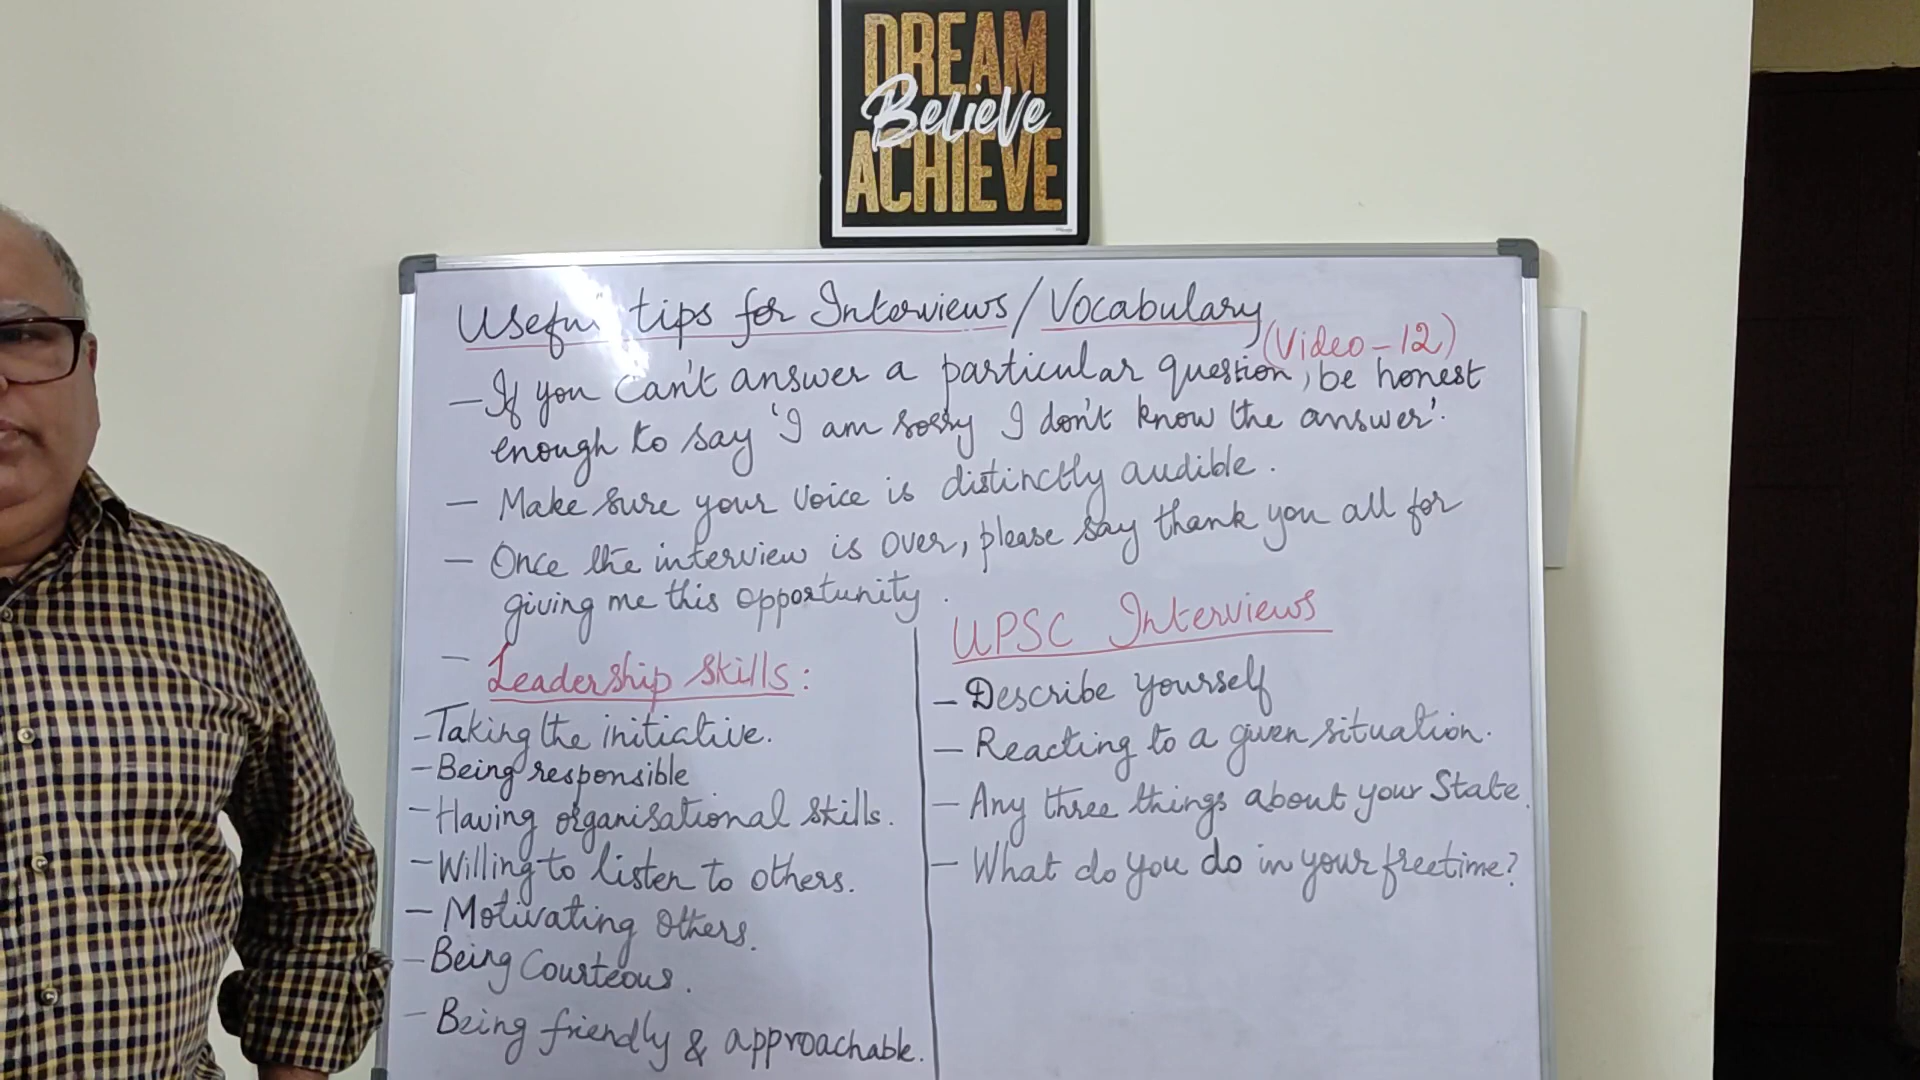 DREAM
Believe
ACHIEVE
Useful tips for Interviews/Vocabulary
(Video-12)
- If you can't answer a particular question, be honest
enough to say 'I am sorry I don't know the answer'.
- Make sure your voice is distinctly audible.
- Once the interview is over, please say thank you all for
giving me this opportunity.
- Leadership skills:
- Taking the initiative.
- Being responsible
- Having organisational skills.
- Willing to listen to others.
- Motivating others.
- Being Courteous.
- Being friendly & approachable.
UPSC Interviews
- Describe yourself
- Reacting to a given situation.
- Any three things about your State.
- What do you do in your freetime?